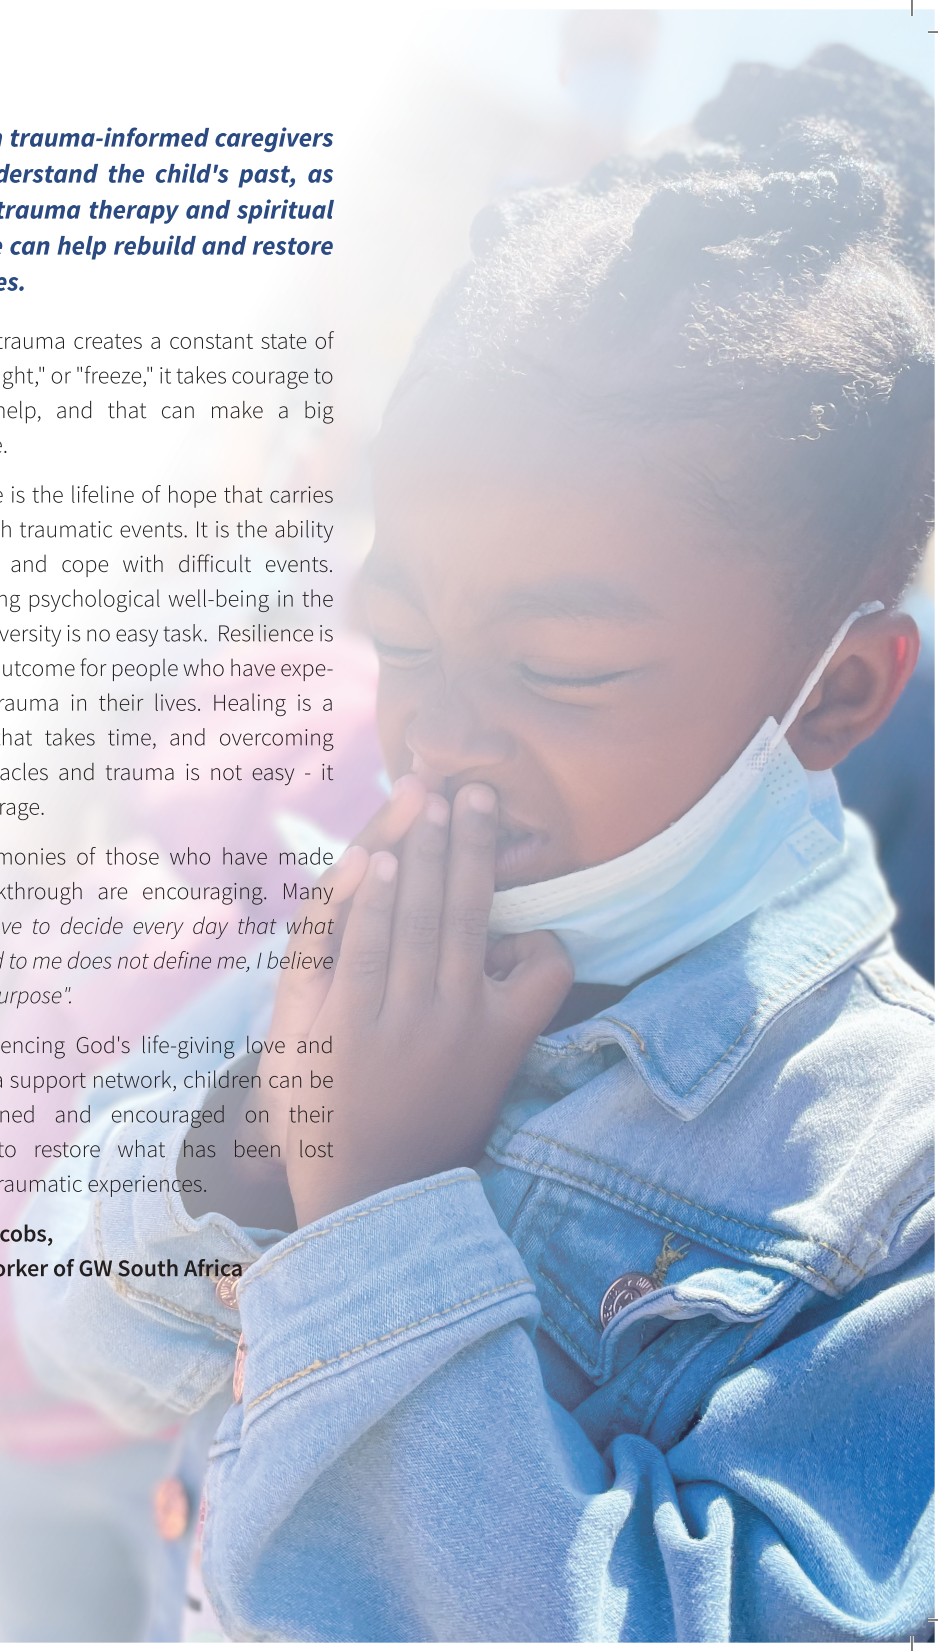 trauma-informed caregivers
derstand the child's past, as
trauma therapy and spiritual
e can help rebuild and restore
es.
trauma creates a constant state of
ght," or "freeze," it takes courage to
help, and that can make a big
e.
e is the lifeline of hope that carries
h traumatic events. It is the ability
and cope with difficult events.
ng psychological well-being in the
versity is no easy task. Resilience is
outcome for people who have expe-
rauma in their lives. Healing is a
that takes time, and overcoming
acles and trauma is not easy - it
rage.
monies of those who have made
kthrough are encouraging. Many
ve to decide every day that what
d to me does not define me, I believe
urpose".
encing God's life-giving love and
a support network, children can be
ned and encouraged on their
to restore what has been lost
raumatic experiences.
cobs,
orker of GW South Africa